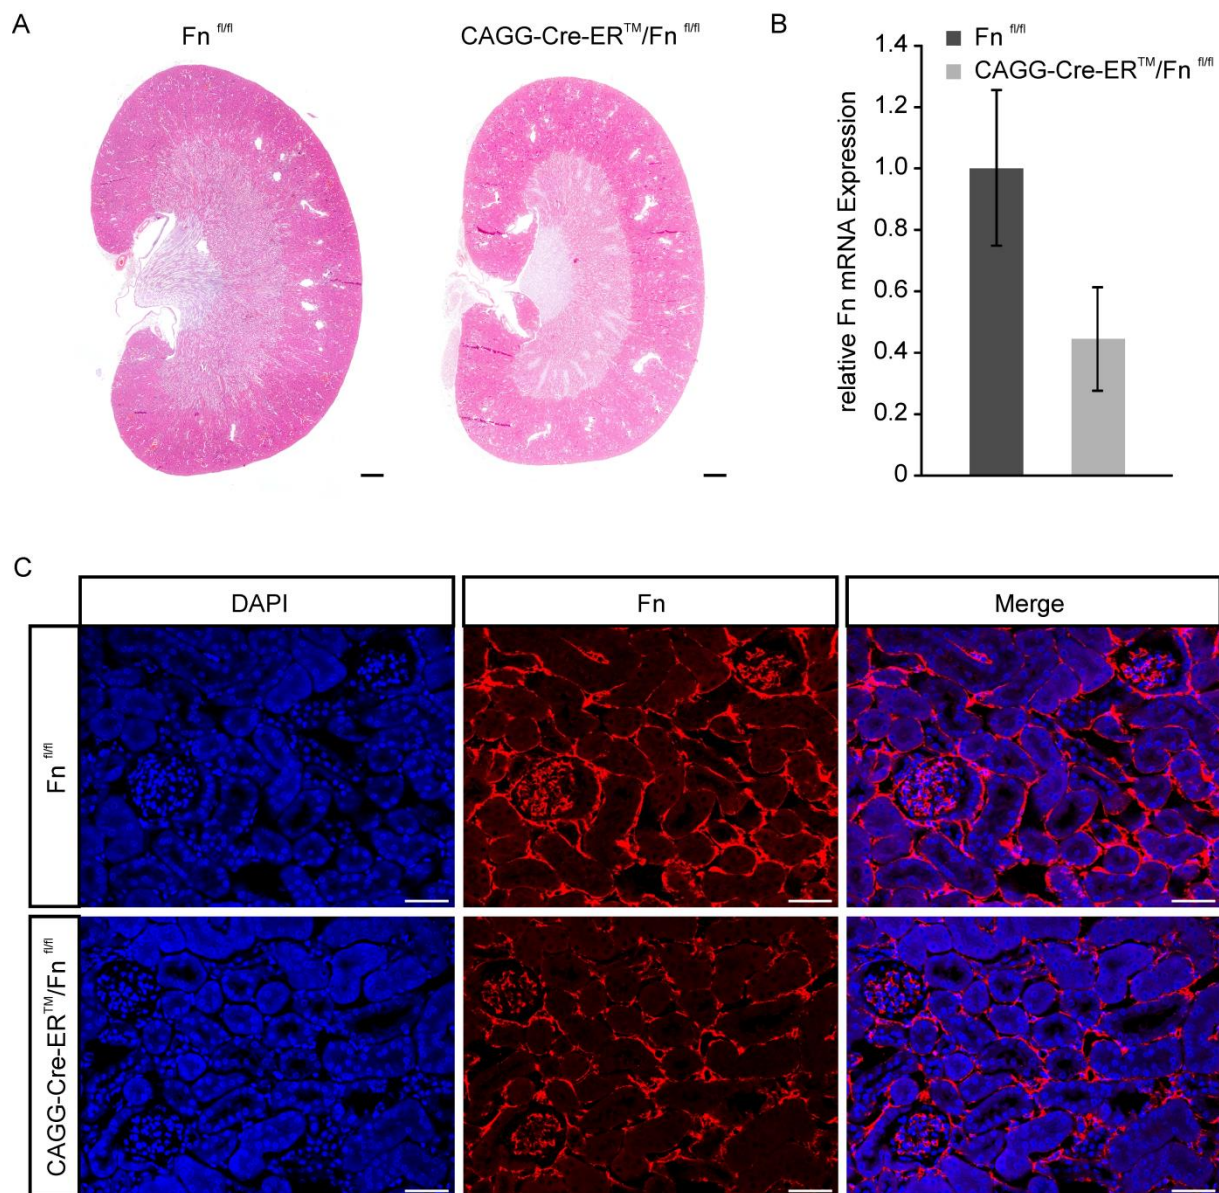 A
Fn fl/fl
CAGG-Cre-ER™/Fn fl/fl
B
Fn fl/fl
CAGG-Cre-ER™/Fn fl/fl
relative Fn mRNA Expression
1.4
1.2
1.0
0.8
0.6
0.4
0.2
0
C
DAPI
Fn
Merge
Fn fl/fl
CAGG-Cre-ER™/Fn fl/fl